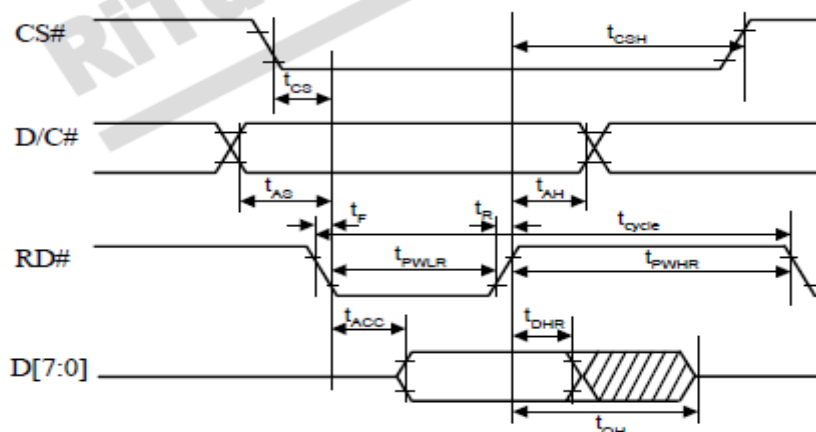 CS#
tCSH
tCS
D/C#
tAS
tAH
tF
tR
tcycle
RD#
tPWLR
tPWHR
tACC
tDHR
D[7:0]
tOH